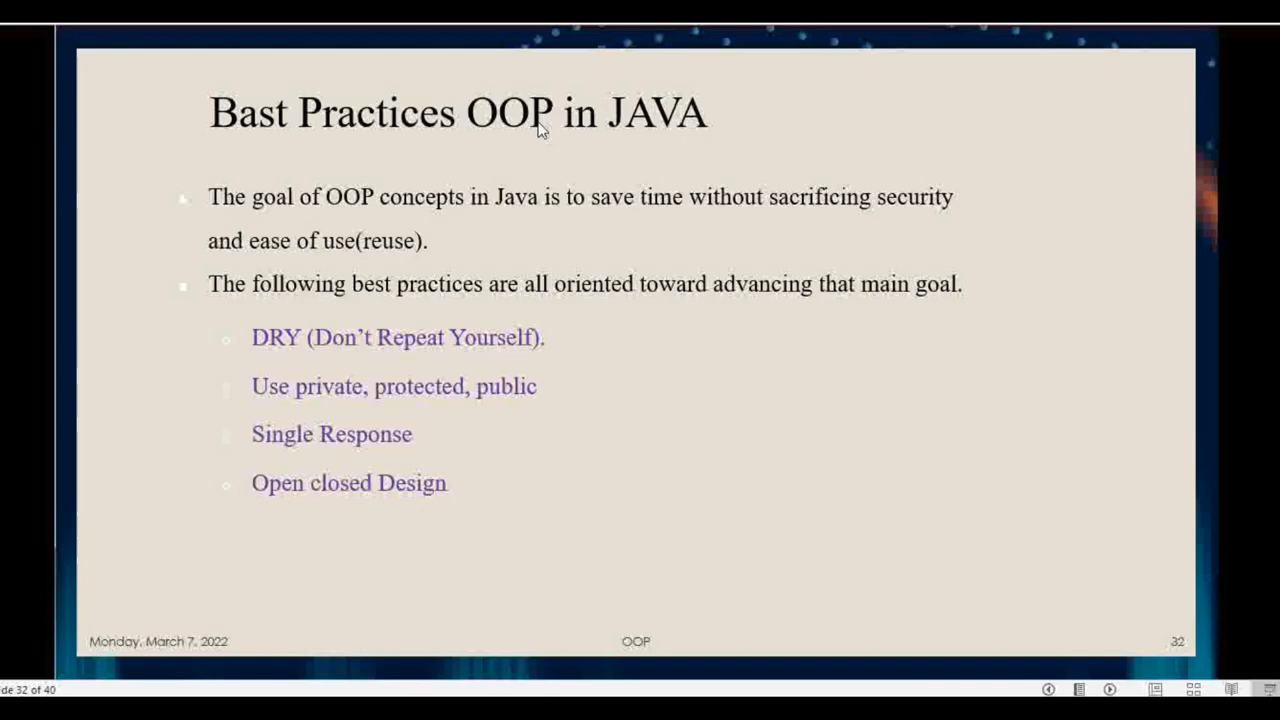 Bast Practices OOP in JAVA
The goal of OOP concepts in Java is to save time without sacrificing security
and ease of use(reuse).
The following best practices are all oriented toward advancing that main goal.
DRY (Don’t Repeat Yourself).
Use private, protected, public
Single Response
Open closed Design
Monday, March 7, 2022 OOP 32
de 32 of 40